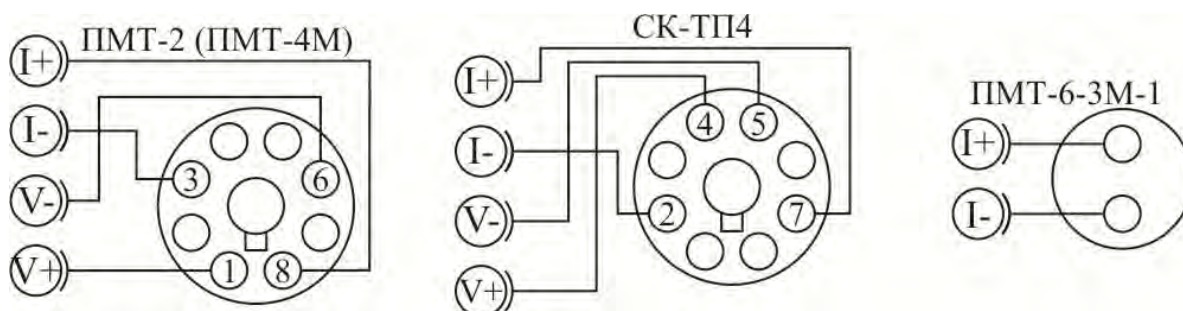 ПМТ-2 (ПМТ-4М)
I+
I-
V-
V+
3
6
1
8
СК-ТП4
I+
I-
V-
V+
4
5
2
7
ПМТ-6-3М-1
I+
I-